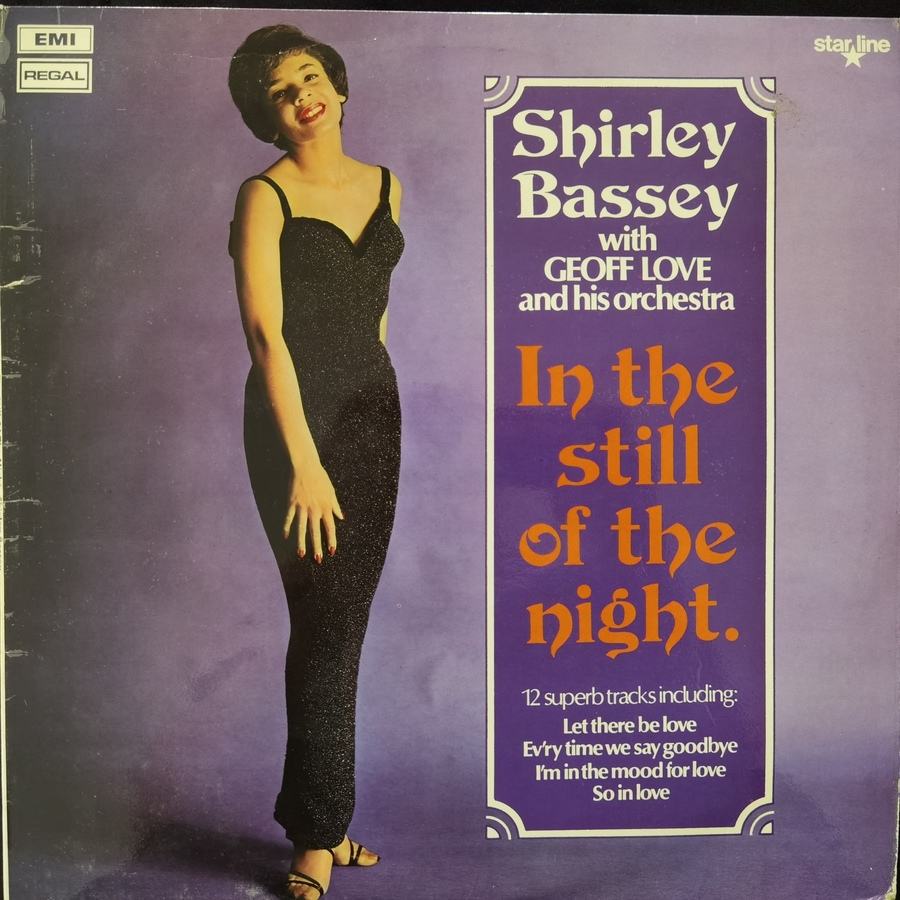 EMI
REGAL
starline
Shirley
Bassey
with
GEOFF LOVE
and his orchestra
In the
still
of the
night.
12 superb tracks including:
Let there be love
Ev'ry time we say goodbye
I'm in the mood for love
So in love